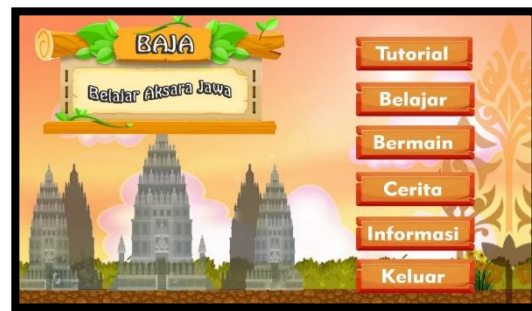 BAJA
Belajar Aksara Jawa
Tutorial
Belajar
Bermain
Cerita
Informasi
Keluar